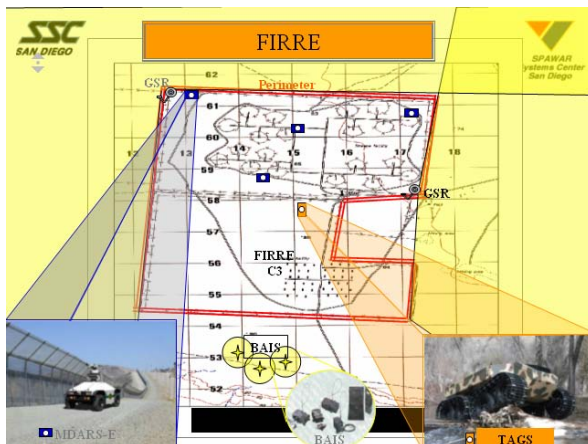 SSC
SAN DIEGO
FIRRE
SPAWAR
Systems Center
San Diego
GSR
Perimeter
62
61
60
59
58
57
56
55
54
53
52
12
13
14
15
16
17
18
GSR
FIRRE
C3
BAIS
MDARS-E
BAIS
TAGS